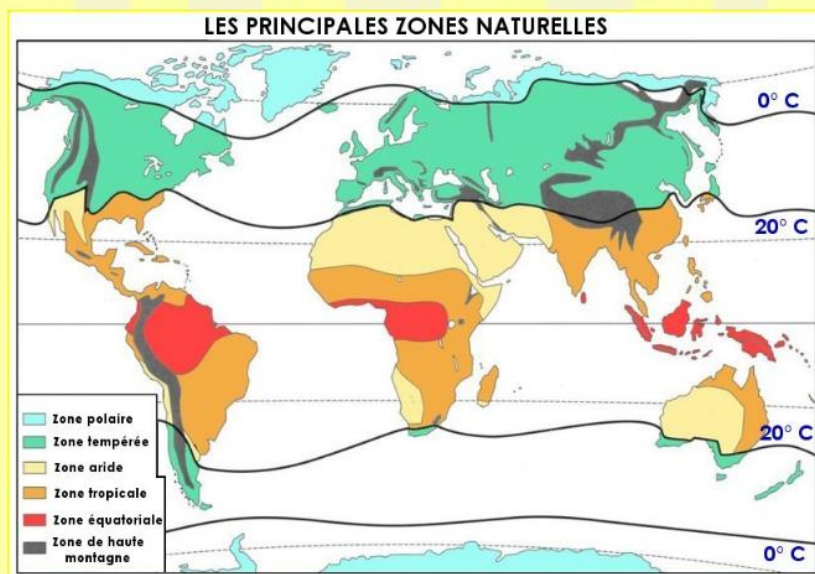 LES PRINCIPALES ZONES NATURELLES
0° C
20° C
20° C
0° C
Zone polaire
Zone tempérée
Zone aride
Zone tropicale
Zone équatoriale
Zone de haute
montagne